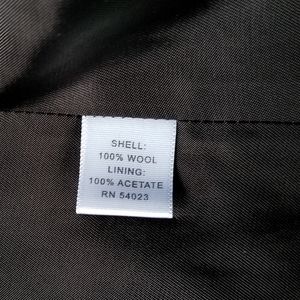 SHELL:
100% WOOL
LINING:
100% ACETATE
RN 54023